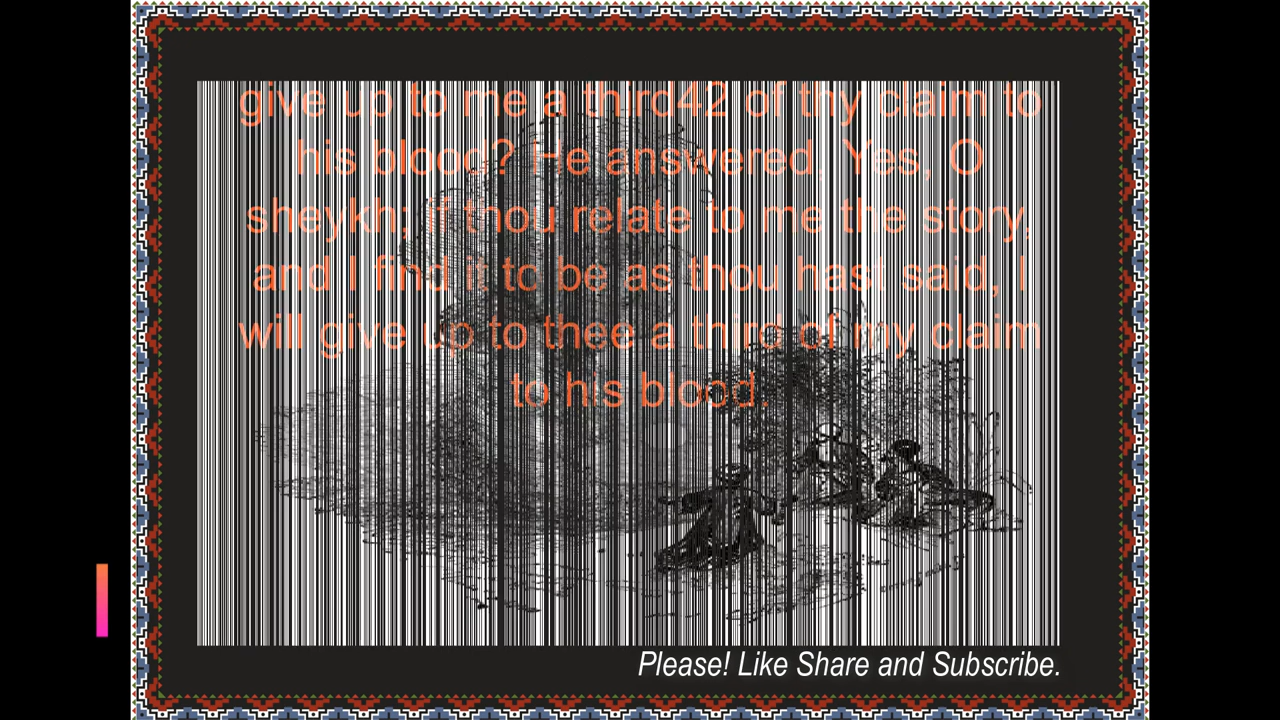 give up to me a third42 of thy claim to
his blood? He answered, Yes, O
sheykh; if thou relate to me the story,
and I find it to be as thou hast said, I
will give up to thee a third of my claim
to his blood.
Please! Like Share and Subscribe.